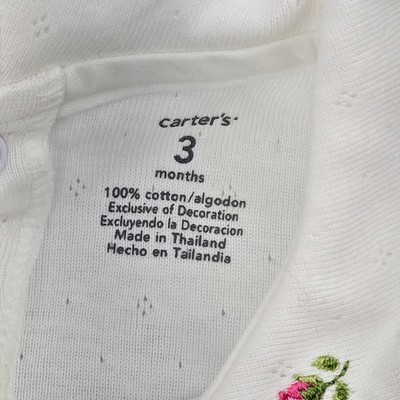 carter's
3
months
100% cotton/algodon
Exclusive of Decoration
Excluyendo la Decoracion
Made in Thailand
Hecho en Tailandia